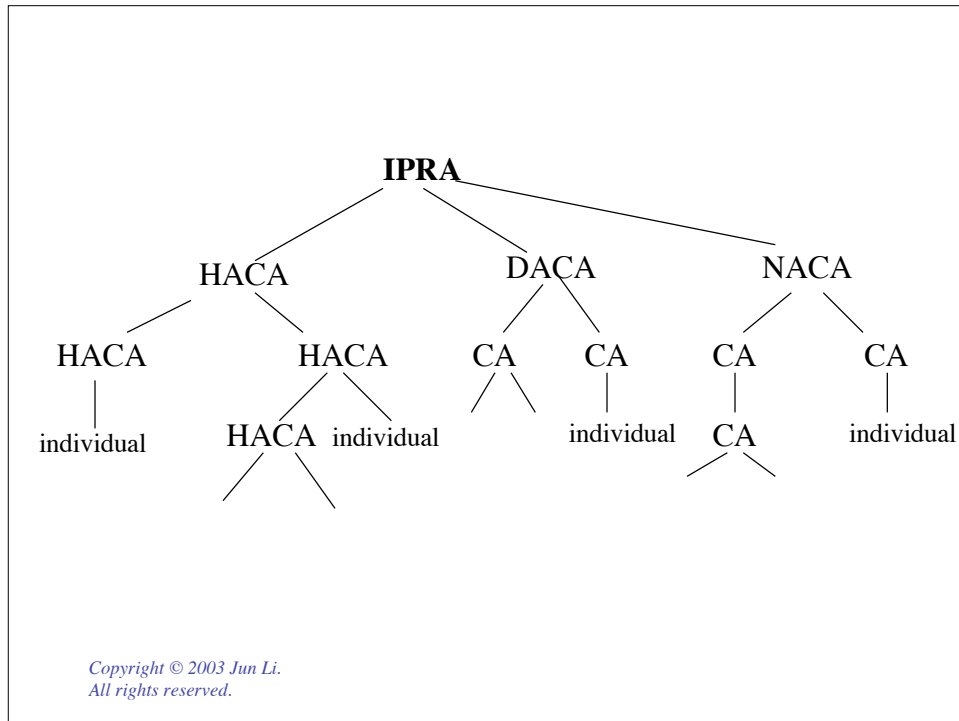 IPRA
HACA DACA NACA
HACA HACA CA CA CA CA
individual HACA individual individual CA individual
Copyright © 2003 Jun Li.
All rights reserved.